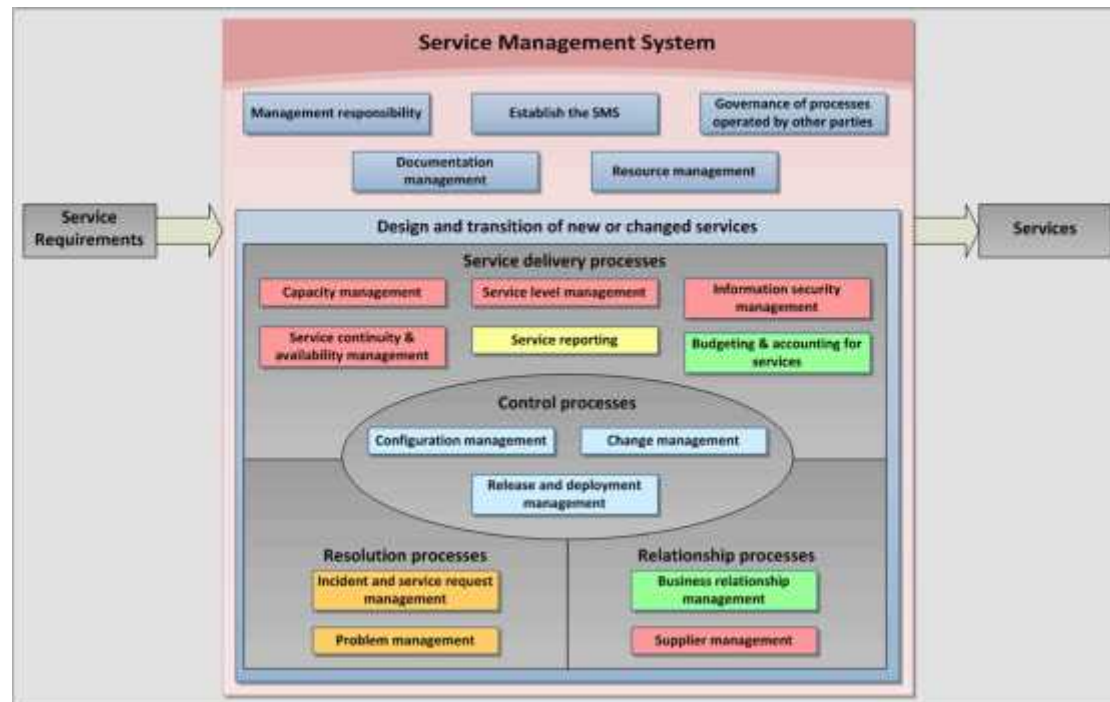 Service Management System
Management responsibility
Establish the SMS
Governance of processes
operated by other parties
Documentation
management
Resource management
Service
Requirements
Services
Design and transition of new or changed services
Service delivery processes
Capacity management
Service level management
Information security
management
Service continuity &
availability management
Service reporting
Budgeting & accounting for
services
Control processes
Configuration management
Change management
Release and deployment
management
Resolution processes
Incident and service request
management
Problem management
Relationship processes
Business relationship
management
Supplier management